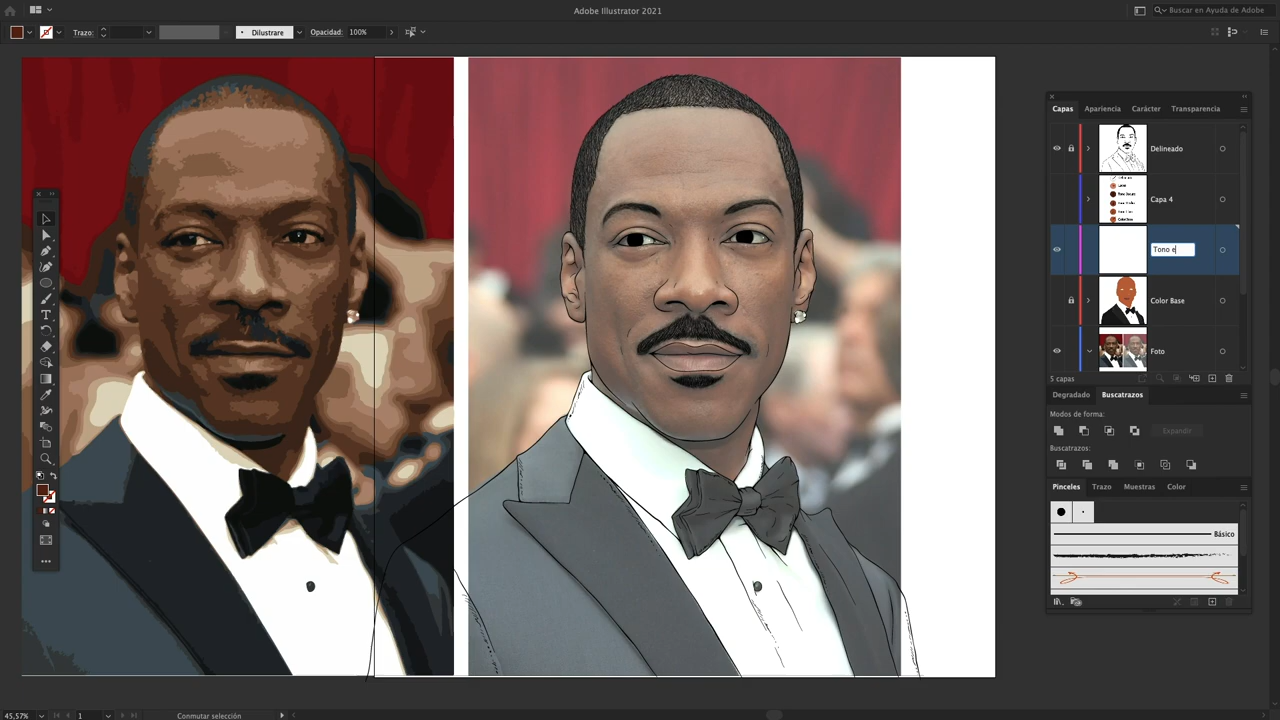 Adobe Illustrator 2021
Buscar en Ayuda de Adobe
Trazo:
Dilustrare
Opacidad:
100%
Capas
Apariencia
Carácter
Transparencia
Delineado
Capa 4
Tono e
Color Base
Foto
5 capas
Degradado
Buscatrazos
Modos de forma:
Expandir
Buscatrazos:
Pinceles
Trazo
Muestras
Color
Básico
45,57%
1
Conmutar selección